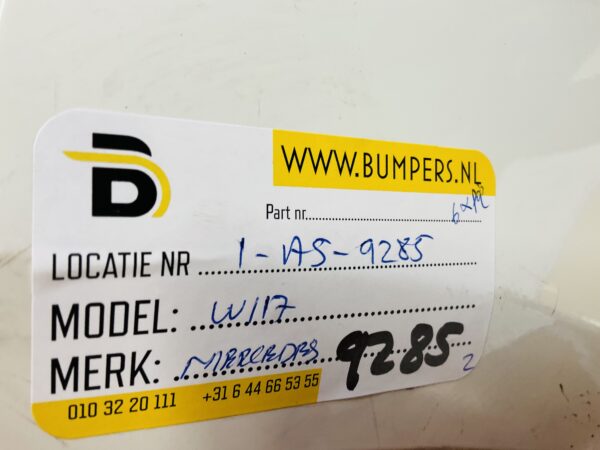 WWW.BUMPERS.NL
Part nr.
LOCATIE NR 1-AS-9285
MODEL: W117
MERK: MERCEDES 9285
2
010 32 20 111 +31 6 44 66 53 55